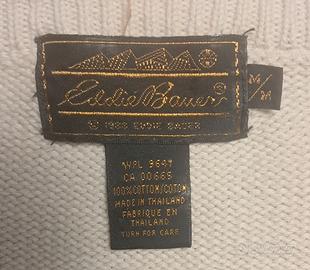 Eddie Bauer®
© 1988 EDDIE BAUER
M/M
WPL 9647
CA 00665
100% COTTON/COTON
MADE IN THAILAND
FABRIQUE EN
THAILAND
TURN FOR CARE